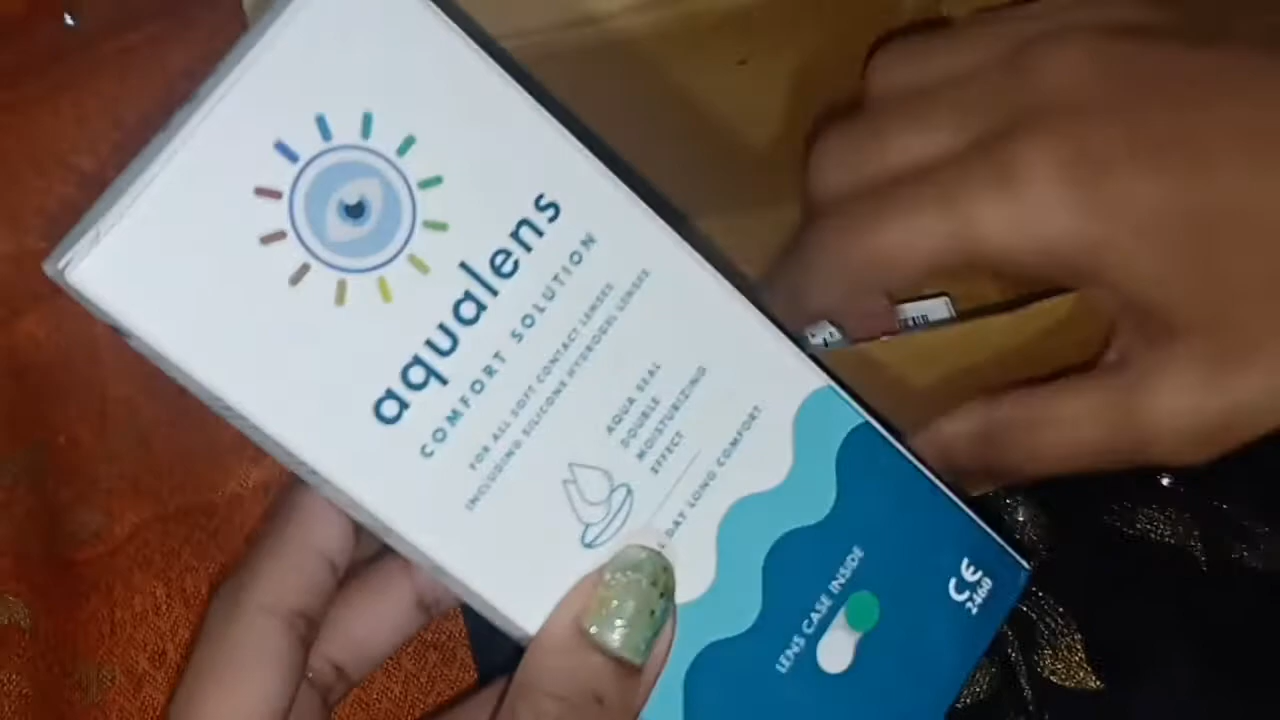 aqualens
COMFORT SOLUTION
FOR ALL SOFT CONTACT LENSES
INCLUDING SILICONE HYDROGEL LENSES
AQUA SEAL
DOUBLE
MOISTURIZING
EFFECT
DAY LONG COMFORT
LENS CASE INSIDE
CE
2460